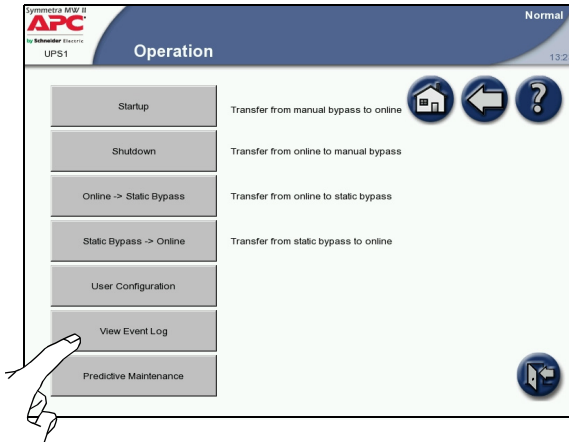 Symmetra MW II
APC
by Schneider Electric
UPS1
Operation
Normal
13:2
Startup
Transfer from manual bypass to online
Shutdown
Transfer from online to manual bypass
Online -> Static Bypass
Transfer from online to static bypass
Static Bypass -> Online
Transfer from static bypass to online
User Configuration
View Event Log
Predictive Maintenance
?